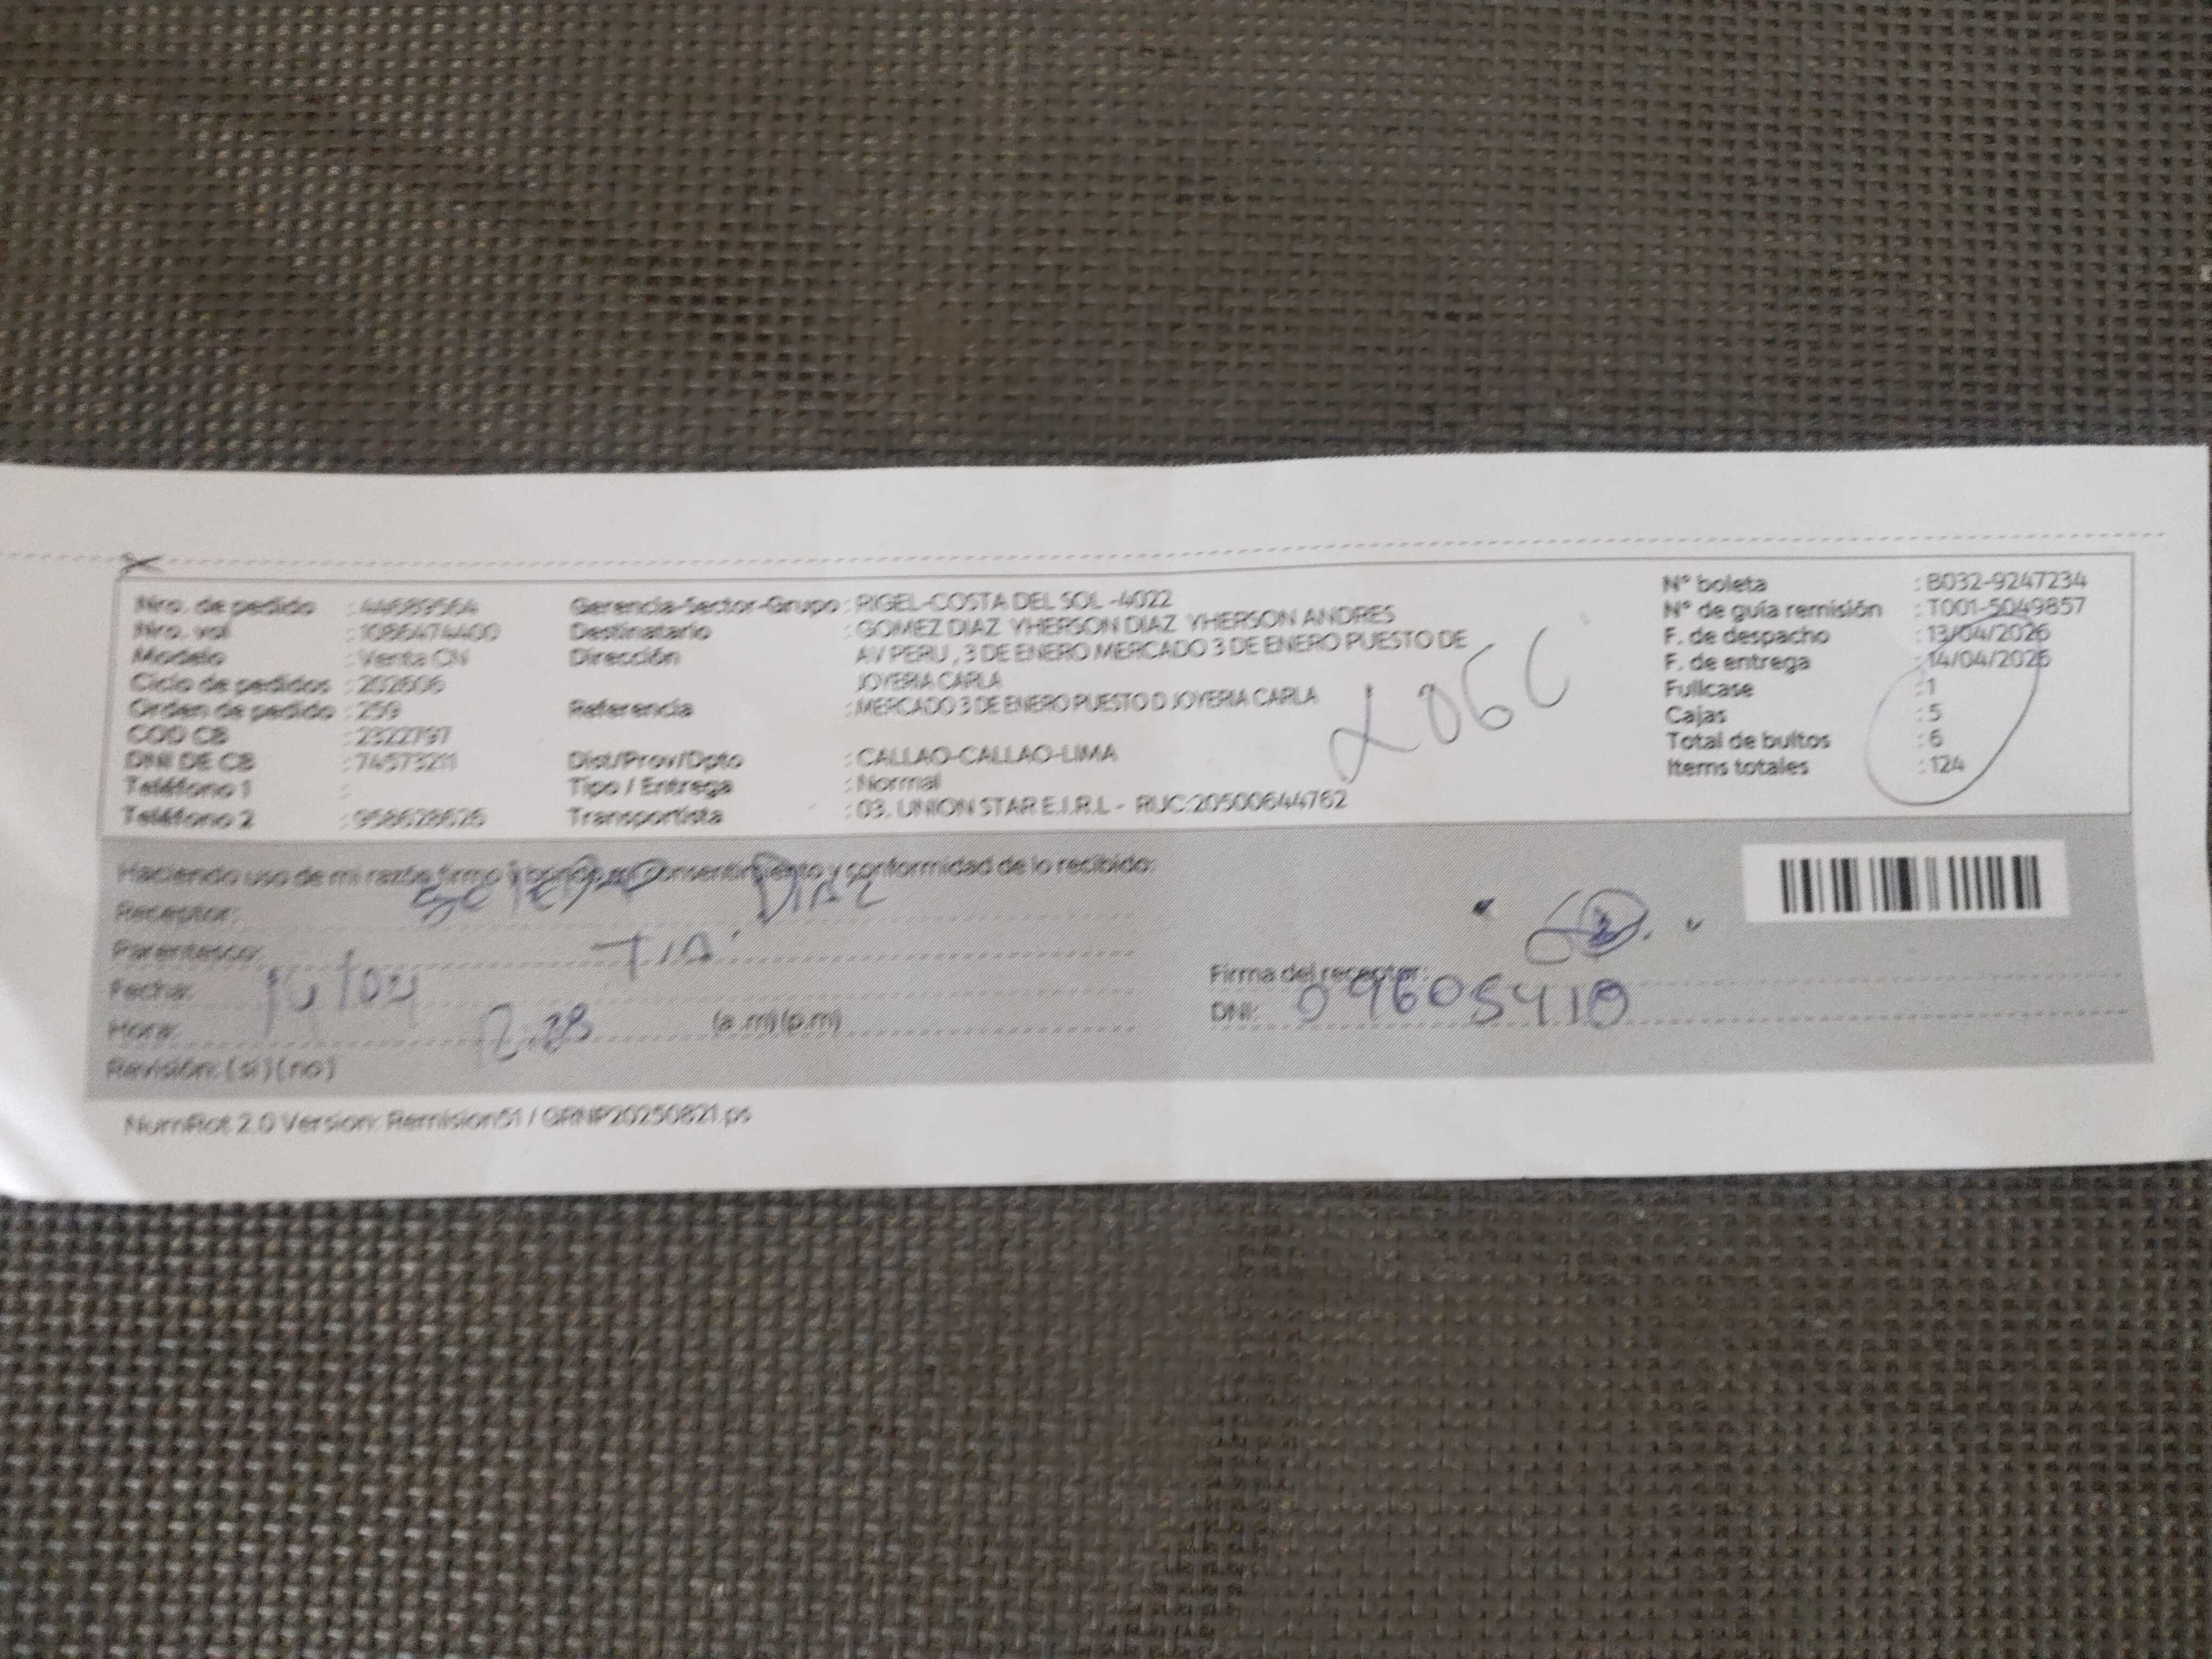 Nro. de pedido : 44689564
Nro. vol : 1086474400
Modelo : Venta CN
Ciclo de pedidos : 202606
Orden de pedido : 259
COD CB : 2322797
DNI DE CB : 74573211
Teléfono 1 :
Teléfono 2 : 958628626
Gerencia-Sector-Grupo : RIGEL-COSTA DEL SOL -4022
Destinatario : GOMEZ DIAZ YHERSON DIAZ YHERSON ANDRES
Dirección AV PERU , 3 DE ENERO MERCADO 3 DE ENERO PUESTO DE
JOYERIA CARLA
Referencia : MERCADO 3 DE ENERO PUESTO D JOYERIA CARLA
Dist/Prov/Dpto : CALLAO-CALLAO-LIMA
Tipo / Entrega : Normal
Transportista : 03. UNION STAR E.I.R.L - RUC:20500644762
N° boleta : B032-9247234
N° de guía remisión : T001-5049857
F. de despacho : 13/04/2026
F. de entrega : 14/04/2026
Fullcase : 1
Cajas : 5
Total de bultos : 6
Items totales : 124
Haciendo uso de mi razón firmo y brindo mi consentimiento y conformidad de lo recibido:
Receptor: Diaz
Parentesco: Tia.
Fecha: 14/04
Hora: (a.m)(p.m)
Revisión: (si) (no)
Firma del receptor:
DNI: 09605410
NumRot 2.0 Version: Remision51 / GRNP20250821.ps